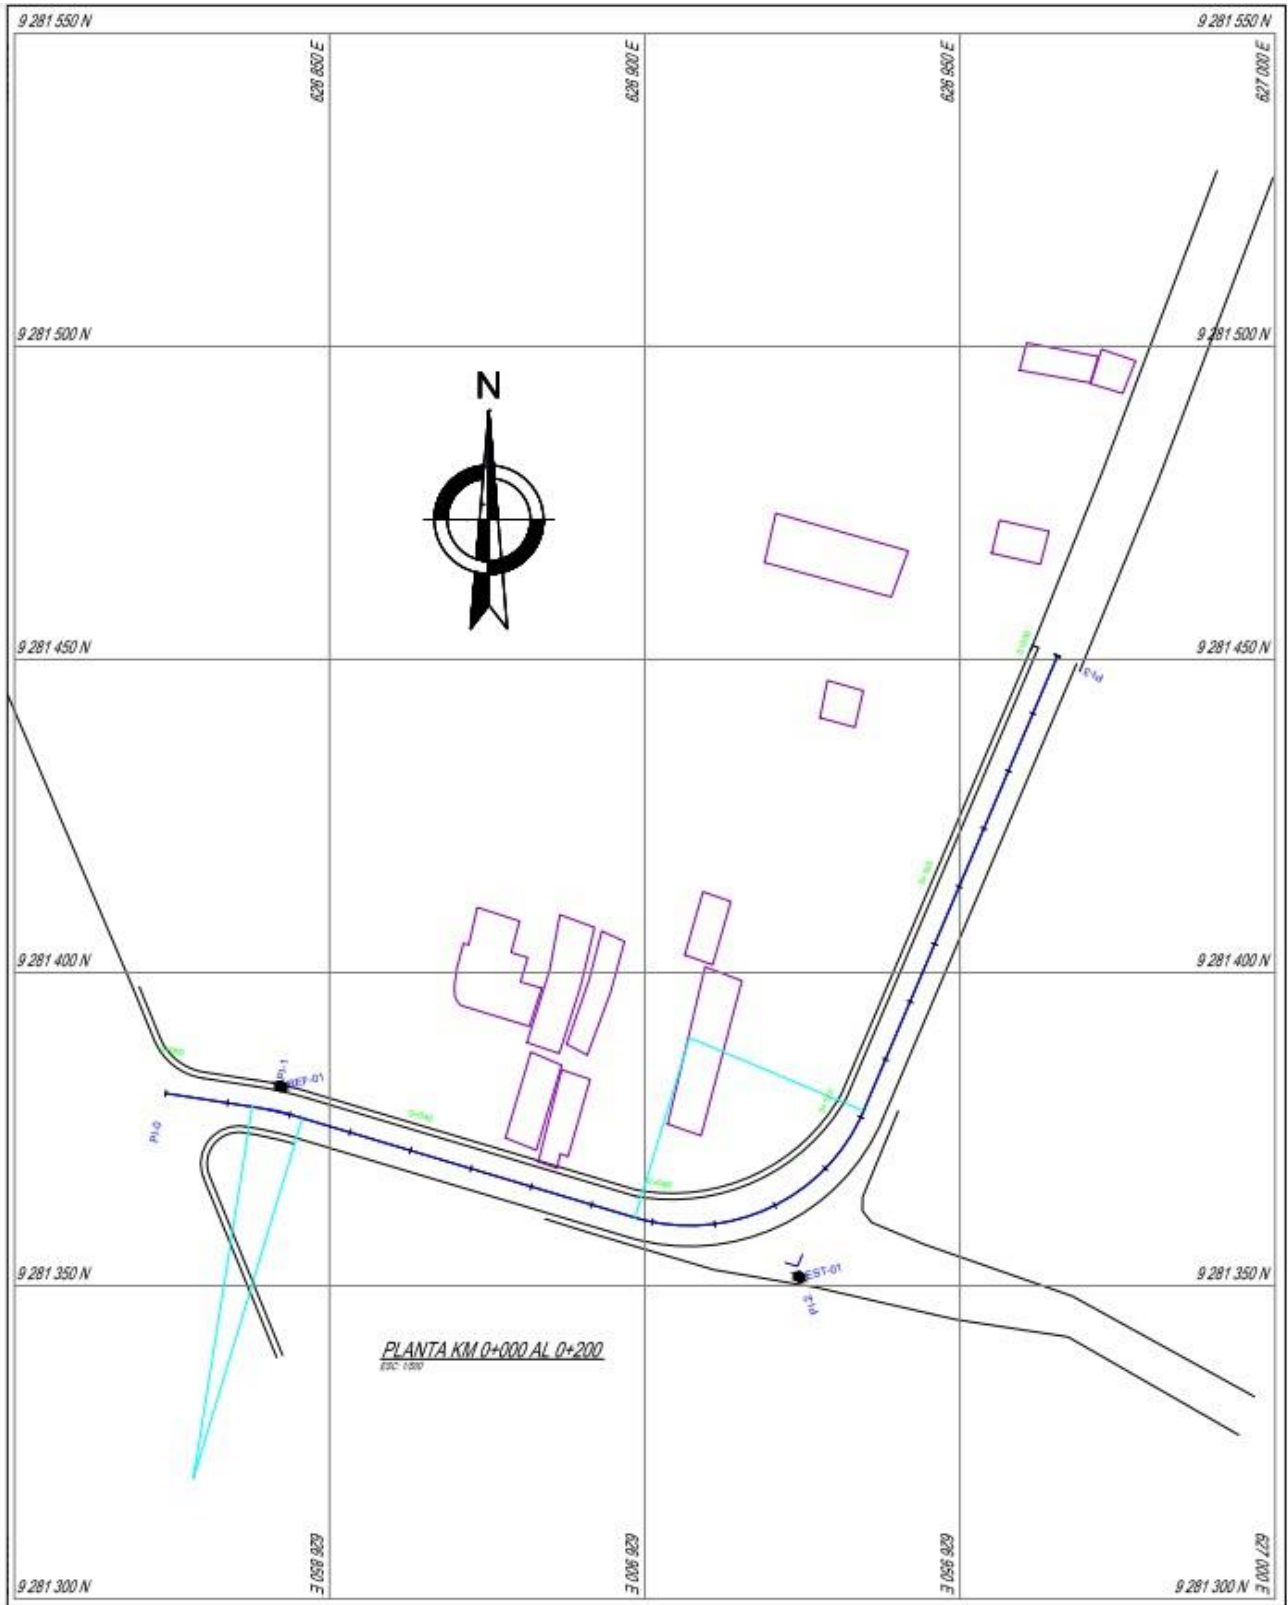 9 281 550 N
9 281 550 N
626 850 E
626 900 E
626 950 E
627 000 E
9 281 500 N
9 281 500 N
N
9 281 450 N
9 281 450 N
PI-3
9 281 400 N
9 281 400 N
PI-1
REF-01
PI-0
9 281 350 N
9 281 350 N
EST-01
PI-2
PLANTA KM 0+000 AL 0+200
ESC: 1/500
626 850 E
626 900 E
626 950 E
627 000 E
9 281 300 N
9 281 300 N